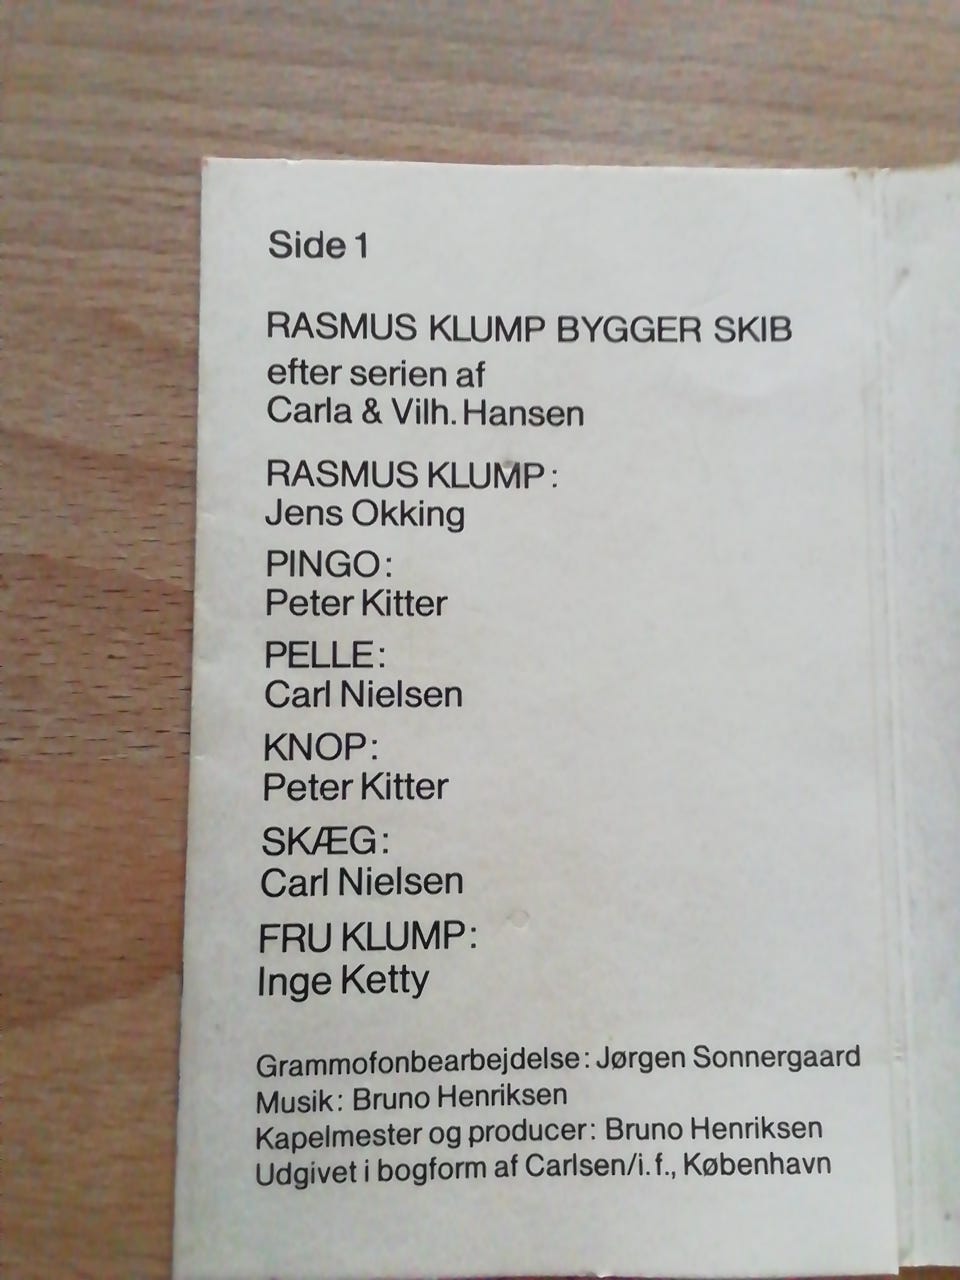 Side 1
RASMUS KLUMP BYGGER SKIB
efter serien af
Carla & Vilh. Hansen
RASMUS KLUMP:
Jens Okking
PINGO:
Peter Kitter
PELLE:
Carl Nielsen
KNOP:
Peter Kitter
SKÆG:
Carl Nielsen
FRU KLUMP:
Inge Ketty
Grammofonbearbejdelse: Jørgen Sonnergaard
Musik: Bruno Henriksen
Kapelmester og producer: Bruno Henriksen
Udgivet i bogform af Carlsen/i.f., København